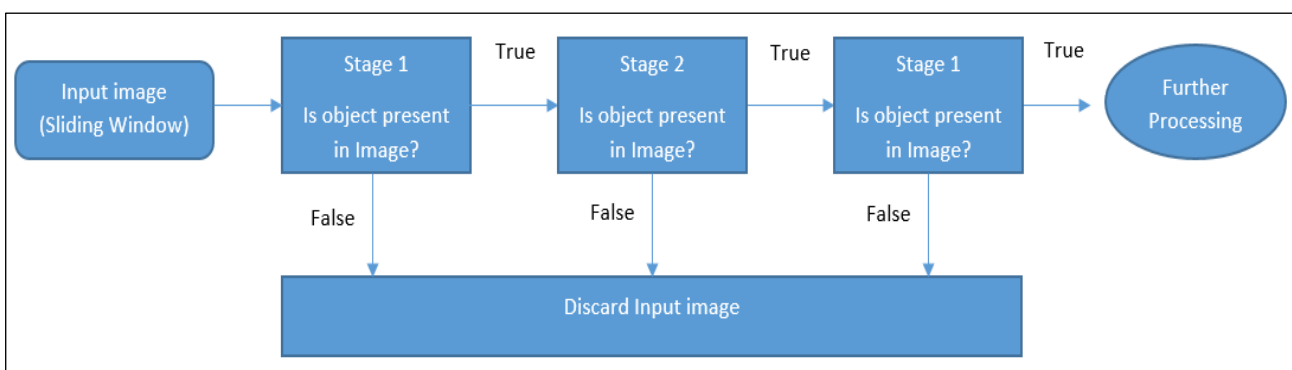 Input image
(Sliding Window)
Stage 1
Is object present
in Image?
True
Stage 2
Is object present
in Image?
True
Stage 1
Is object present
in Image?
True
Further
Processing
False
False
False
Discard Input image